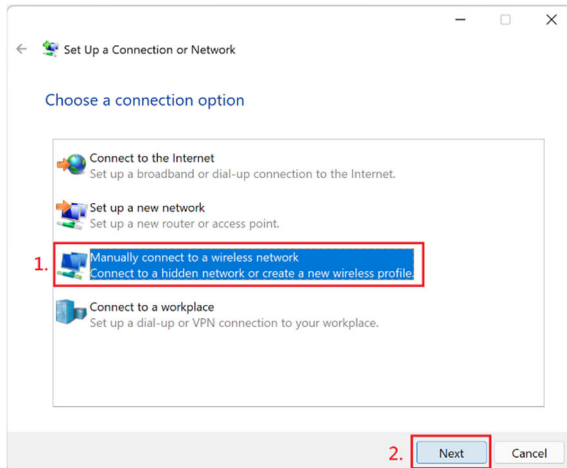 Set Up a Connection or Network
Choose a connection option
Connect to the Internet
Set up a broadband or dial-up connection to the Internet.
Set up a new network
Set up a new router or access point.
1.
Manually connect to a wireless network
Connect to a hidden network or create a new wireless profile.
Connect to a workplace
Set up a dial-up or VPN connection to your workplace.
2. Next Cancel